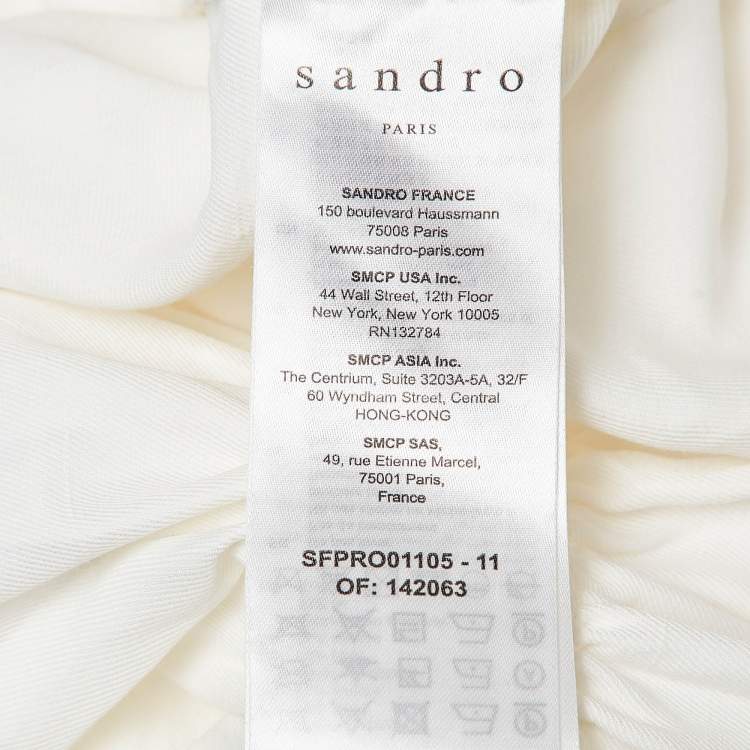 sandro
PARIS
SANDRO FRANCE
150 boulevard Haussmann
75008 Paris
www.sandro-paris.com
SMCP USA Inc.
44 Wall Street, 12th Floor
New York, New York 10005
RN132784
SMCP ASIA Inc.
The Centrium, Suite 3203A-5A, 32/F
60 Wyndham Street, Central
HONG-KONG
SMCP SAS,
49, rue Etienne Marcel,
75001 Paris,
France
SFPRO01105 - 11
OF: 142063